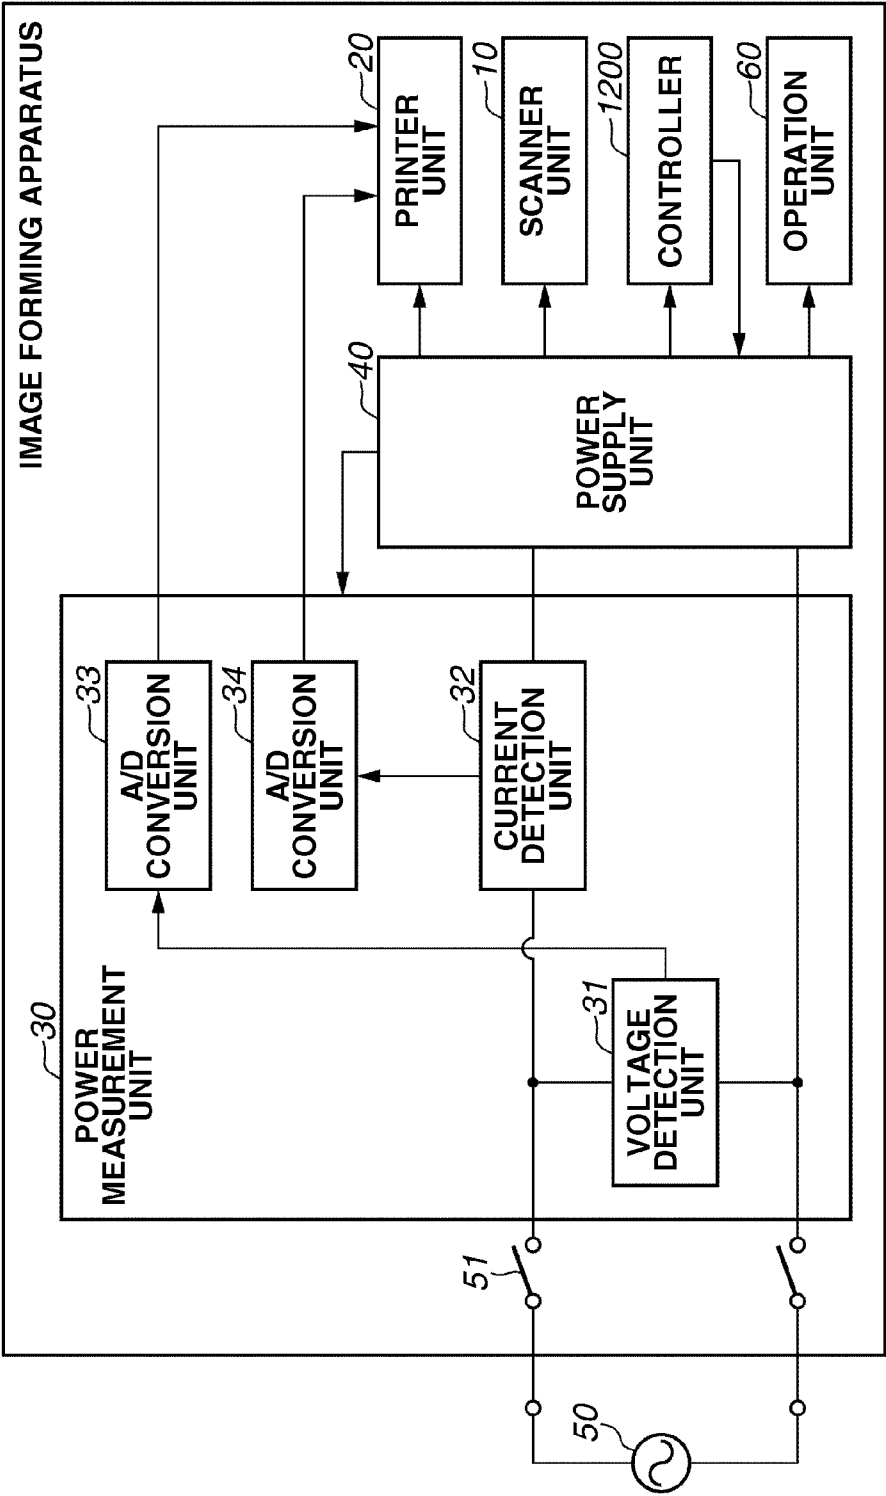 IMAGE FORMING APPARATUS
30
POWER
MEASUREMENT
UNIT
33
A/D
CONVERSION
UNIT
34
A/D
CONVERSION
UNIT
32
CURRENT
DETECTION
UNIT
31
VOLTAGE
DETECTION
UNIT
51
50
40
POWER
SUPPLY
UNIT
20
PRINTER
UNIT
10
SCANNER
UNIT
1200
CONTROLLER
60
OPERATION
UNIT